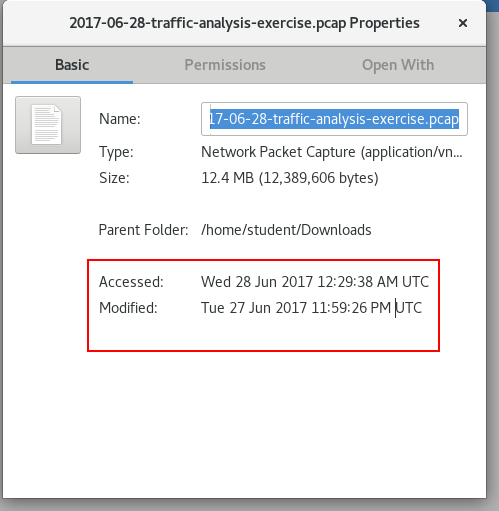 2017-06-28-traffic-analysis-exercise.pcap Properties
×
Basic
Permissions
Open With
Name:
17-06-28-traffic-analysis-exercise.pcap
Type:
Network Packet Capture (application/vn...
Size:
12.4 MB (12,389,606 bytes)
Parent Folder:
/home/student/Downloads
Accessed:
Wed 28 Jun 2017 12:29:38 AM UTC
Modified:
Tue 27 Jun 2017 11:59:26 PM UTC